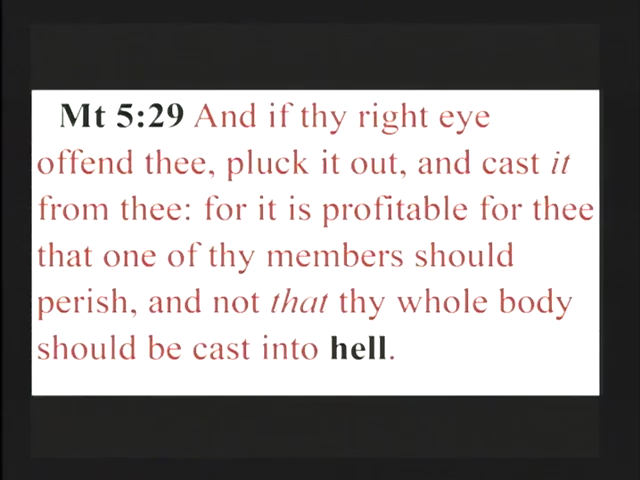 Mt 5:29 And if thy right eye
offend thee, pluck it out, and cast it
from thee: for it is profitable for thee
that one of thy members should
perish, and not that thy whole body
should be cast into hell.